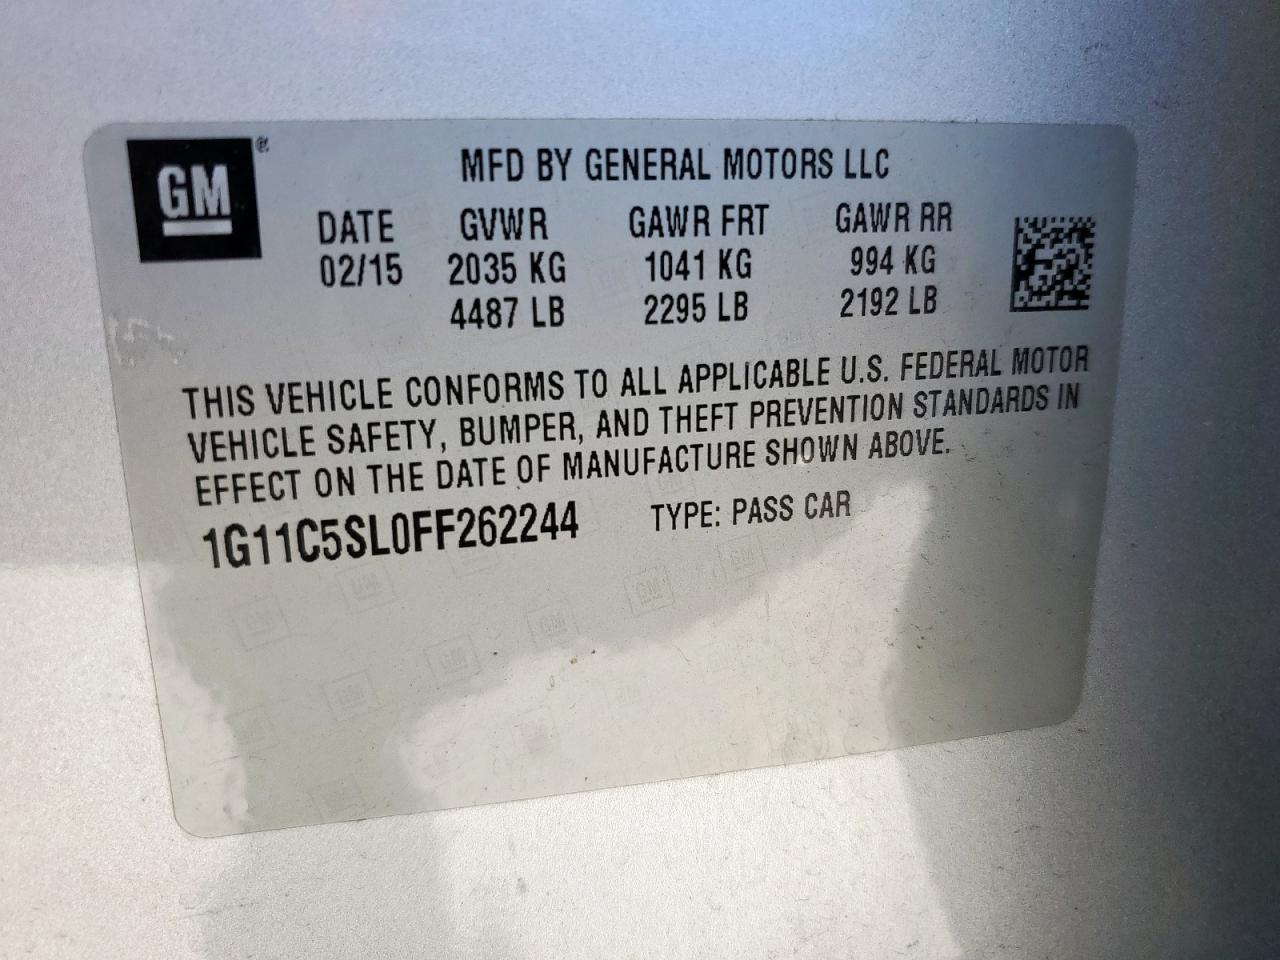 GM ®
MFD BY GENERAL MOTORS LLC
DATE GVWR GAWR FRT GAWR RR
02/15 2035 KG 1041 KG 994 KG
4487 LB 2295 LB 2192 LB
THIS VEHICLE CONFORMS TO ALL APPLICABLE U.S. FEDERAL MOTOR
VEHICLE SAFETY, BUMPER, AND THEFT PREVENTION STANDARDS IN
EFFECT ON THE DATE OF MANUFACTURE SHOWN ABOVE.
1G11C5SL0FF262244 TYPE: PASS CAR